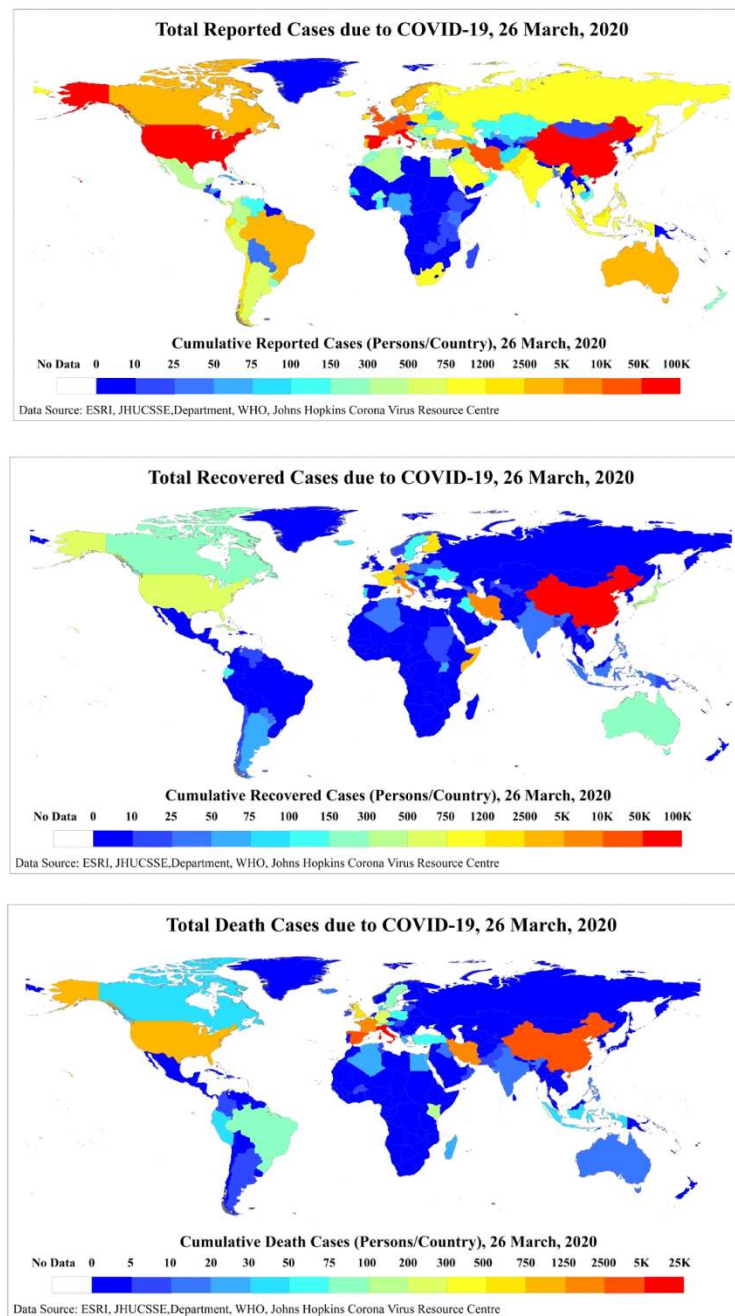 Total Reported Cases due to COVID-19, 26 March, 2020
Cumulative Reported Cases (Persons/Country), 26 March, 2020
No Data 0 10 25 50 75 100 150 300 500 750 1200 2500 5K 10K 50K 100K
Data Source: ESRI, JHUCSSE,Department, WHO, Johns Hopkins Corona Virus Resource Centre
Total Recovered Cases due to COVID-19, 26 March, 2020
Cumulative Recovered Cases (Persons/Country), 26 March, 2020
No Data 0 10 25 50 75 100 150 300 500 750 1200 2500 5K 10K 50K 100K
Data Source: ESRI, JHUCSSE,Department, WHO, Johns Hopkins Corona Virus Resource Centre
Total Death Cases due to COVID-19, 26 March, 2020
Cumulative Death Cases (Persons/Country), 26 March, 2020
No Data 0 5 10 20 30 50 75 100 200 300 500 1250 2500 5K 25K
Data Source: ESRI, JHUCSSE,Department, WHO, Johns Hopkins Corona Virus Resource Centre